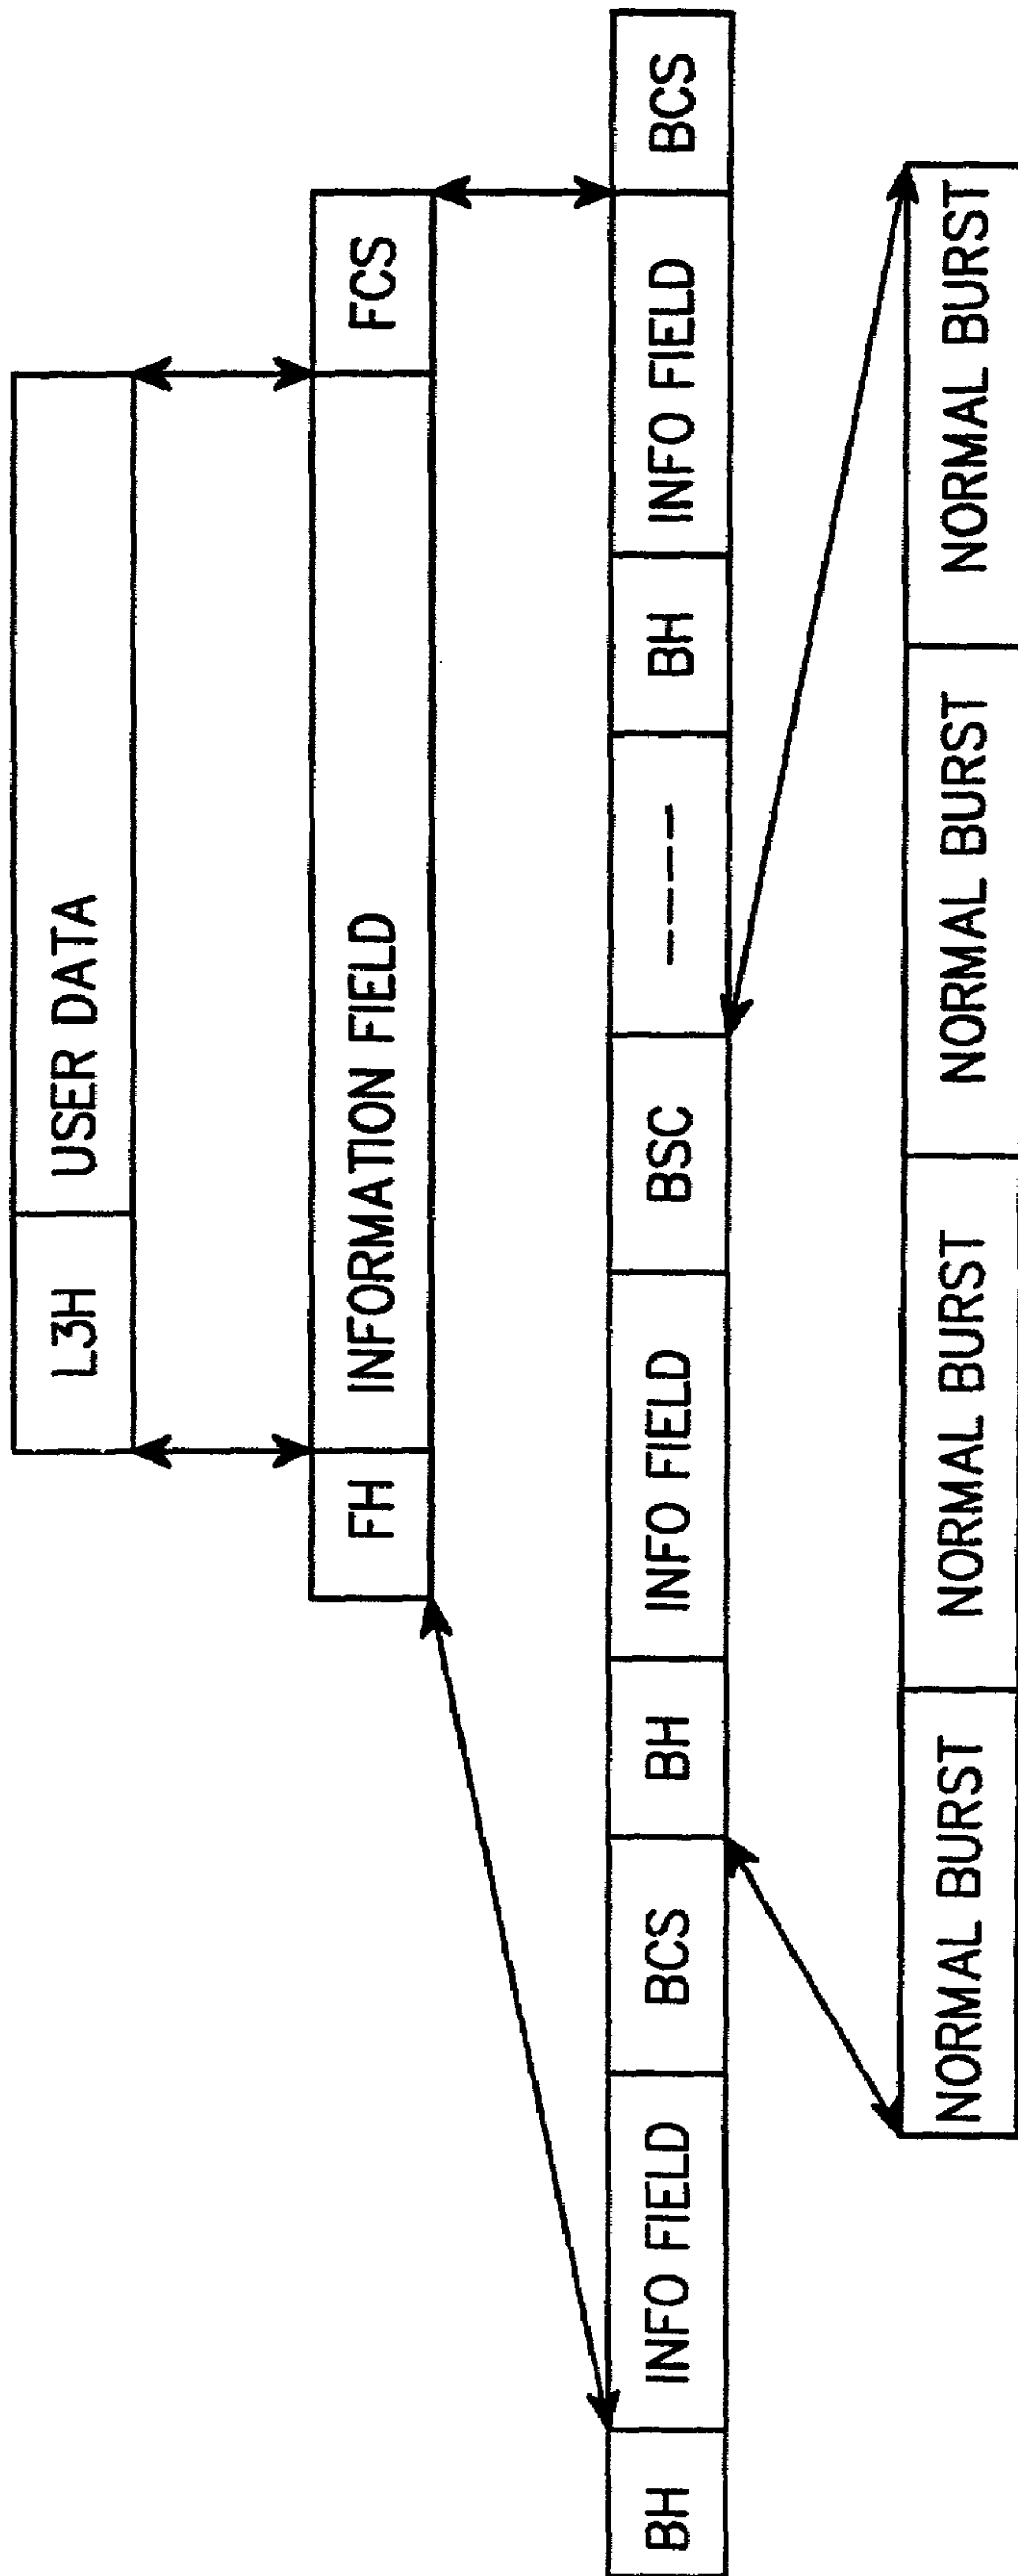 L3H USER DATA
FH INFORMATION FIELD FCS
BH INFO FIELD BCS BH INFO FIELD BSC ---- BH INFO FIELD BCS
NORMAL BURST NORMAL BURST NORMAL BURST NORMAL BURST